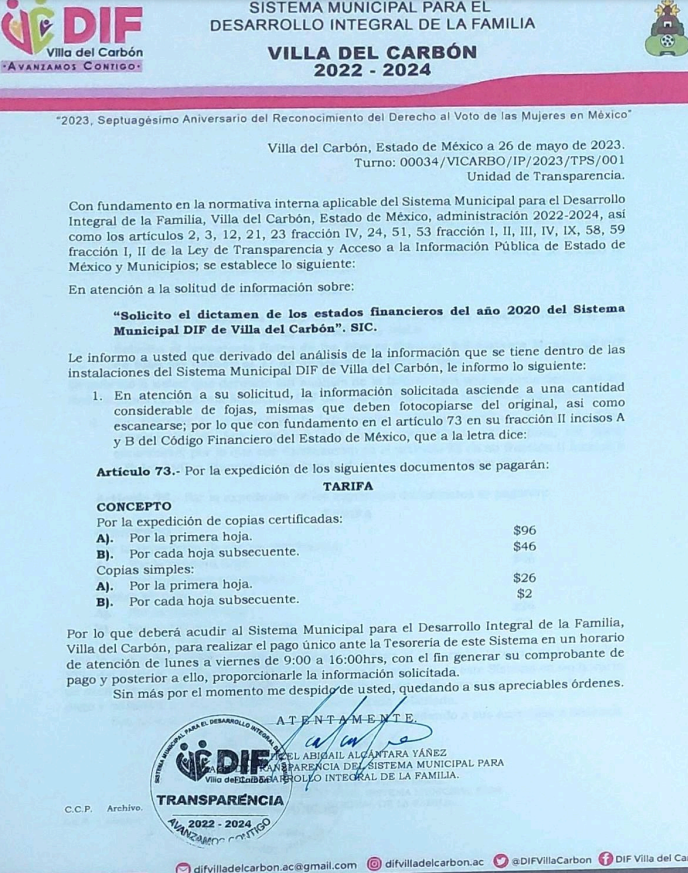 DIF
Villa del Carbón
·AVANZAMOS CONTIGO·
SISTEMA MUNICIPAL PARA EL
DESARROLLO INTEGRAL DE LA FAMILIA
VILLA DEL CARBÓN
2022 - 2024
"2023, Septuagésimo Aniversario del Reconocimiento del Derecho al Voto de las Mujeres en México"
Villa del Carbón, Estado de México a 26 de mayo de 2023.
Turno: 00034/VICARBO/IP/2023/TPS/001
Unidad de Transparencia.
Con fundamento en la normativa interna aplicable del Sistema Municipal para el Desarrollo
Integral de la Familia, Villa del Carbón, Estado de México, administración 2022-2024, asi
como los artículos 2, 3, 12, 21, 23 fracción IV, 24, 51, 53 fracción I, II, III, IV, IX, 58, 59
fracción I, II de la Ley de Transparencia y Acceso a la Información Pública de Estado de
México y Municipios; se establece lo siguiente:
En atención a la solitud de información sobre:
"Solicito el dictamen de los estados financieros del año 2020 del Sistema
Municipal DIF de Villa del Carbón". SIC.
Le informo a usted que derivado del análisis de la información que se tiene dentro de las
instalaciones del Sistema Municipal DIF de Villa del Carbón, le informo lo siguiente:
1. En atención a su solicitud, la información solicitada asciende a una cantidad
considerable de fojas, mismas que deben fotocopiarse del original, asi como
escanearse; por lo que con fundamento en el artículo 73 en su fracción II incisos A
y B del Código Financiero del Estado de México, que a la letra dice:
Artículo 73.- Por la expedición de los siguientes documentos se pagarán:
TARIFA
CONCEPTO
Por la expedición de copias certificadas:
A). Por la primera hoja. $96
B). Por cada hoja subsecuente. $46
Copias simples:
A). Por la primera hoja. $26
B). Por cada hoja subsecuente. $2
Por lo que deberá acudir al Sistema Municipal para el Desarrollo Integral de la Familia,
Villa del Carbón, para realizar el pago único ante la Tesorería de este Sistema en un horario
de atención de lunes a viernes de 9:00 a 16:00hrs, con el fin generar su comprobante de
pago y posterior a ello, proporcionarle la información solicitada.
Sin más por el momento me despido de usted, quedando a sus apreciables órdenes.
ATENTAMENTE.
ABIGAIL ALCÁNTARA YÁÑEZ
TRANSPARENCIA DEL SISTEMA MUNICIPAL PARA
DESARROLLO INTEGRAL DE LA FAMILIA.
SISTEMA MUNICIPAL PARA EL DESARROLLO INTEGRAL DE
DIF
Villa del Carbón
TRANSPARENCIA
2022 - 2024
AVANZAMOS CONTIGO
C.C.P. Archivo.
difvilladelcarbon.ac@gmail.com difvilladelcarbon.ac @DIFVillaCarbon DIF Villa del Ca